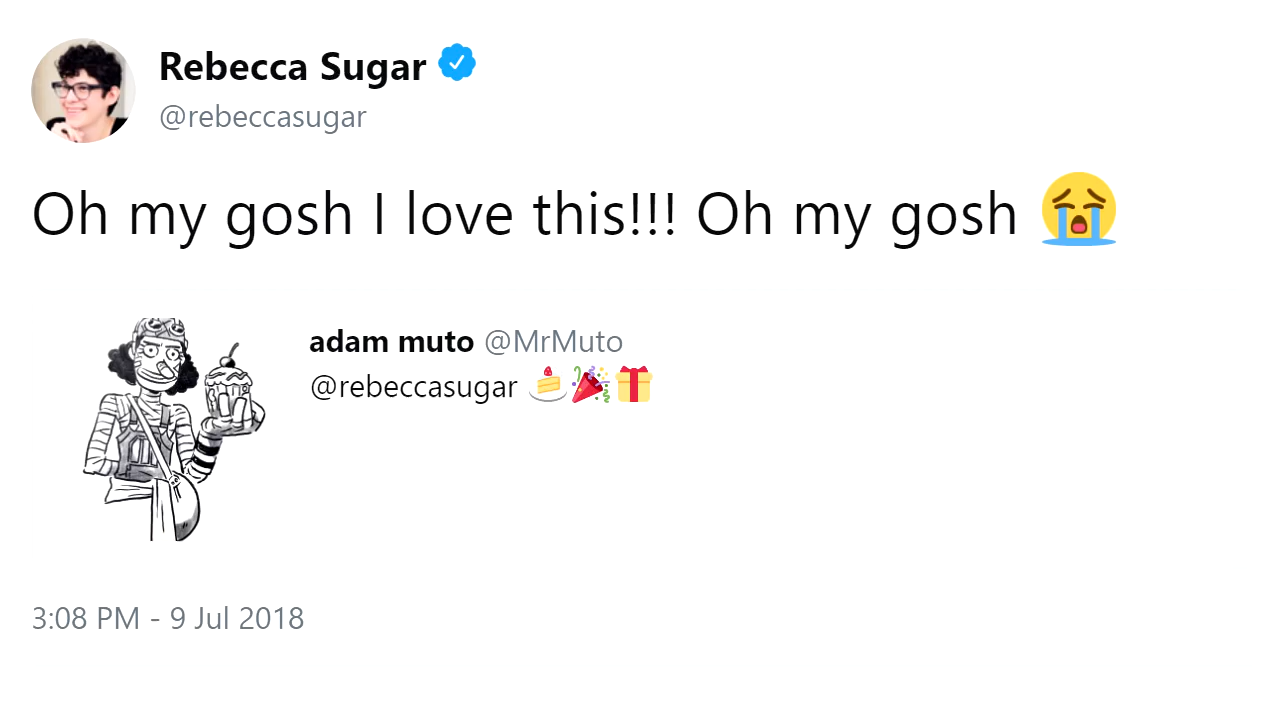 Rebecca Sugar
@rebeccasugar
Oh my gosh I love this!!! Oh my gosh 😭
adam muto @MrMuto
@rebeccasugar 🍰🎉🎁
3:08 PM - 9 Jul 2018